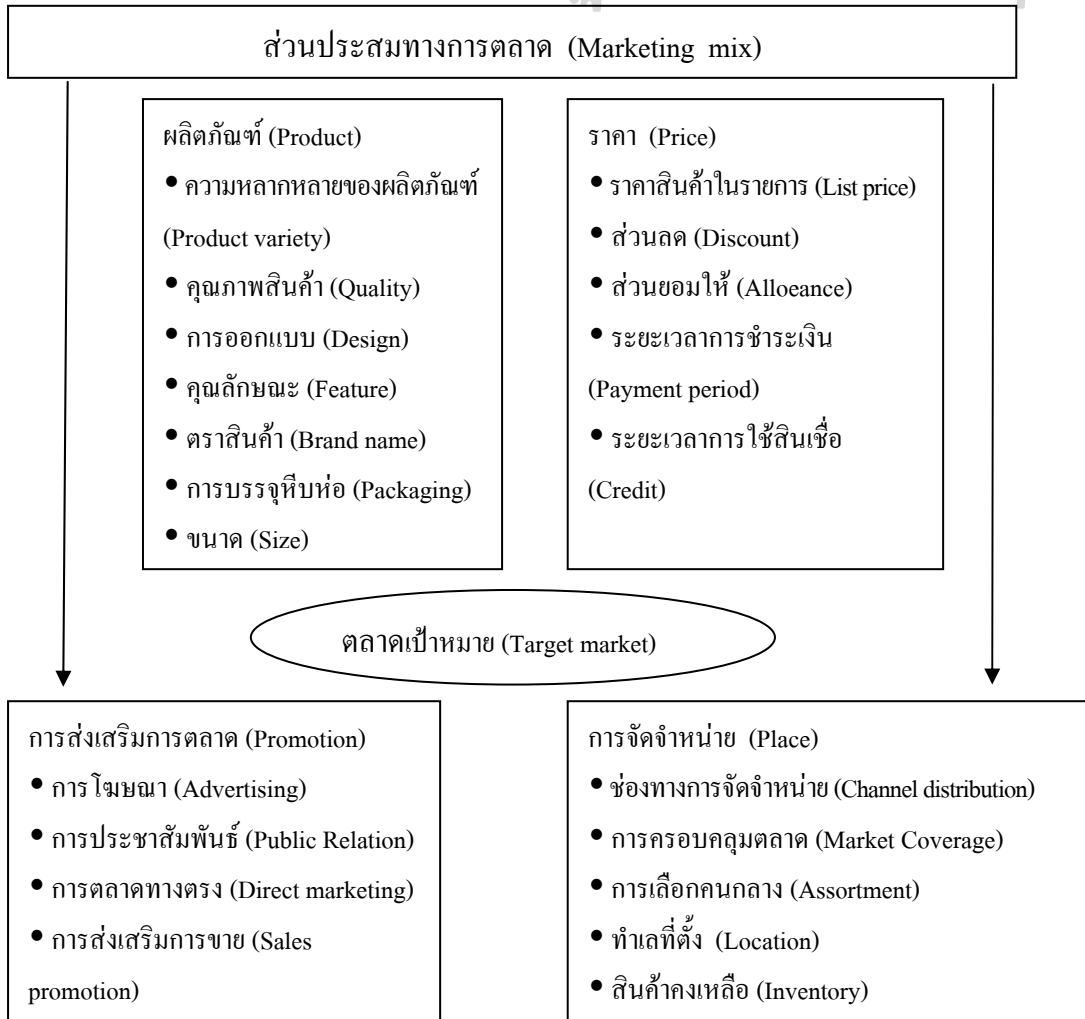 ส่วนประสมทางการตลาด (Marketing mix)
ผลิตภัณฑ์ (Product)
• ความหลากหลายของผลิตภัณฑ์
(Product variety)
• คุณภาพสินค้า (Quality)
• การออกแบบ (Design)
• คุณลักษณะ (Feature)
• ตราสินค้า (Brand name)
• การบรรจุหีบห่อ (Packaging)
• ขนาด (Size)
ราคา (Price)
• ราคาสินค้าในรายการ (List price)
• ส่วนลด (Discount)
• ส่วนยอมให้ (Alloeance)
• ระยะเวลาการชำระเงิน
(Payment period)
• ระยะเวลาการใช้สินเชื่อ
(Credit)
ตลาดเป้าหมาย (Target market)
การส่งเสริมการตลาด (Promotion)
• การโฆษณา (Advertising)
• การประชาสัมพันธ์ (Public Relation)
• การตลาดทางตรง (Direct marketing)
• การส่งเสริมการขาย (Sales
promotion)
การจัดจำหน่าย (Place)
• ช่องทางการจัดจำหน่าย (Channel distribution)
• การครอบคลุมตลาด (Market Coverage)
• การเลือกคนกลาง (Assortment)
• ทำเลที่ตั้ง (Location)
• สินค้าคงเหลือ (Inventory)